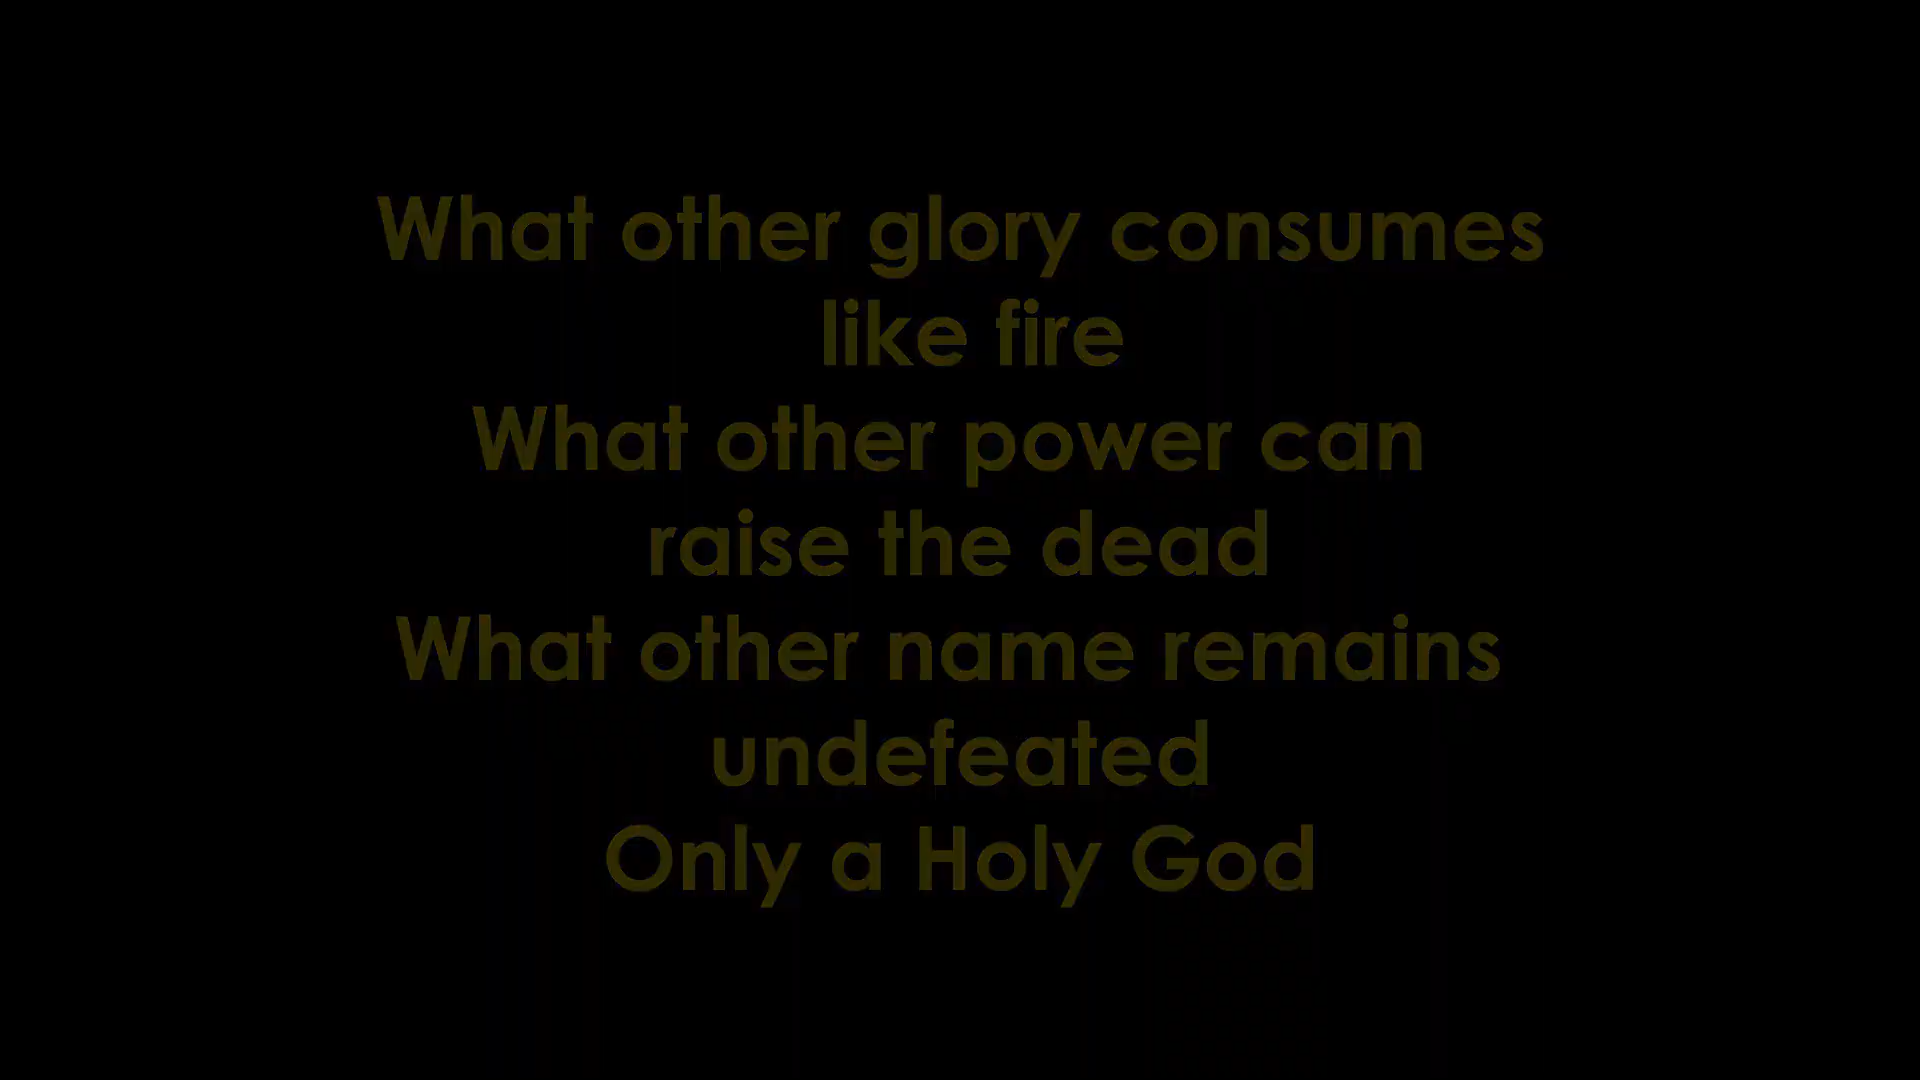 What other glory consumes
like fire
What other power can
raise the dead
What other name remains
undefeated
Only a Holy God